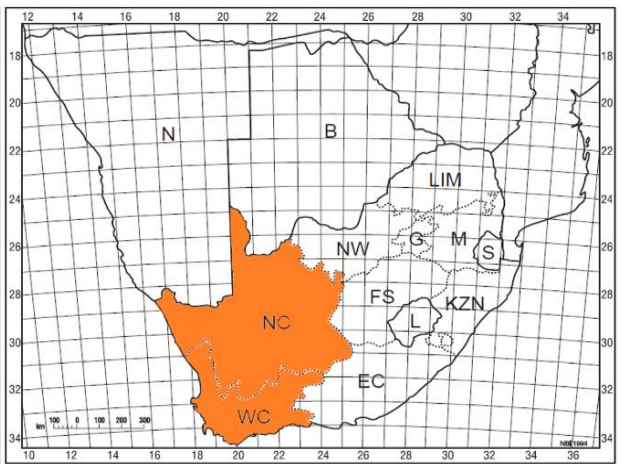 12 14 16 18 20 22 24 26 28 30 32 34
18 18
20 20
N B
22 22
LIM
24 24
NW G M
26 S 26
28 FS KZN 28
NC L
30 30
EC
32 32
WC
km 100 0 100 200 300
34 NBI 1994 34
10 12 14 16 18 20 22 24 26 28 30 32 34 36